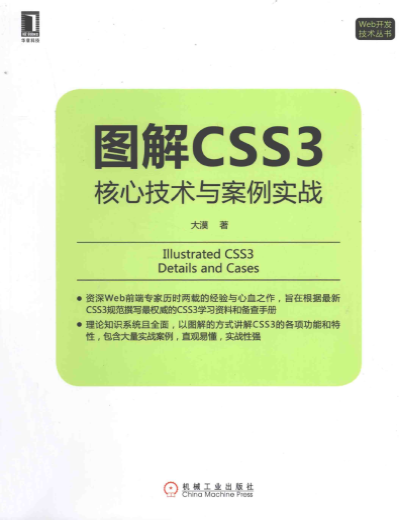 华章科技
Web开发
技术丛书
图解CSS3
核心技术与案例实战
大漠 著
Illustrated CSS3
Details and Cases
● 资深Web前端专家历时两载的经验与心血之作，旨在根据最新
CSS3规范撰写最权威的CSS3学习资料和备查手册
● 理论知识系统且全面，以图解的方式讲解CSS3的各项功能和特
性，包含大量实战案例，直观易懂，实战性强
机械工业出版社
China Machine Press